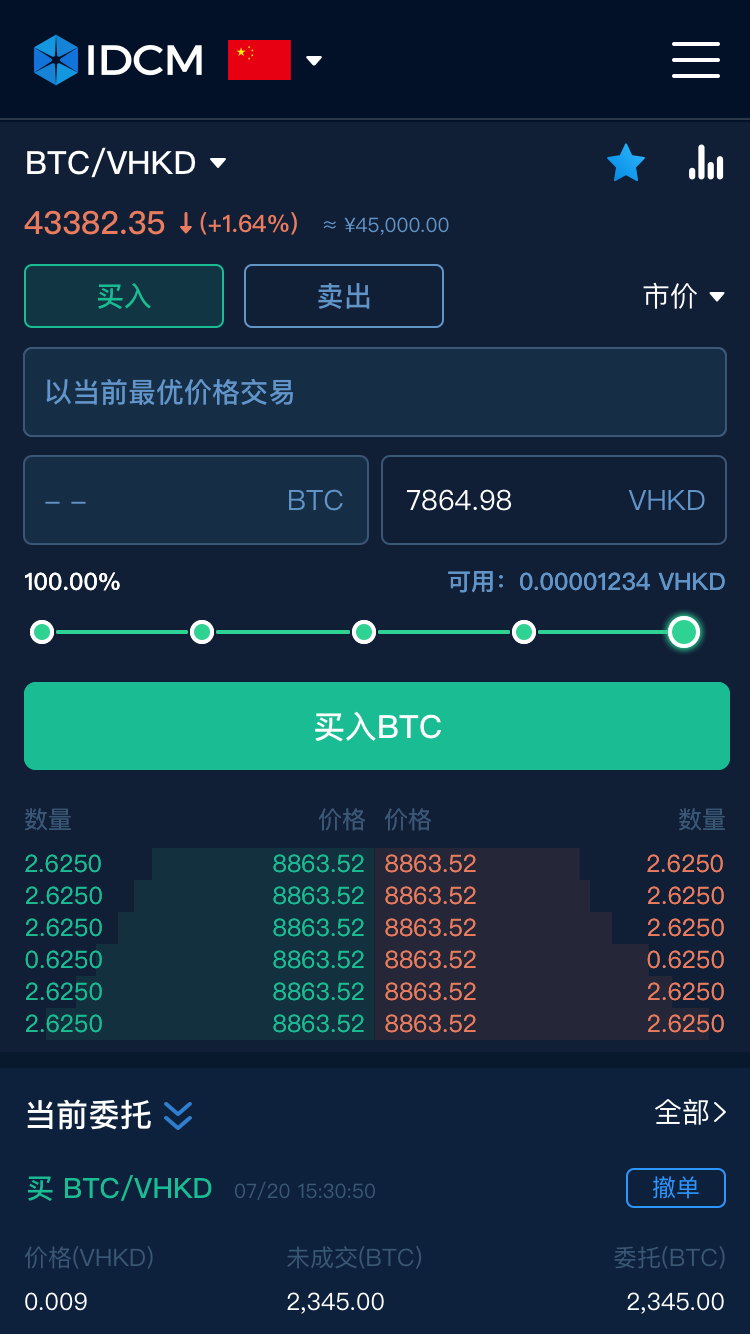 IDCM
BTC/VHKD
43382.35 ↓(+1.64%) ≈ ¥45,000.00
买入 卖出 市价
以当前最优价格交易
– – BTC 7864.98 VHKD
100.00% 可用：0.00001234 VHKD
买入BTC
数量 价格 价格 数量
2.6250 8863.52 8863.52 2.6250
2.6250 8863.52 8863.52 2.6250
2.6250 8863.52 8863.52 2.6250
0.6250 8863.52 8863.52 0.6250
2.6250 8863.52 8863.52 2.6250
2.6250 8863.52 8863.52 2.6250
当前委托 全部>
买 BTC/VHKD 07/20 15:30:50 撤单
价格(VHKD) 未成交(BTC) 委托(BTC)
0.009 2,345.00 2,345.00